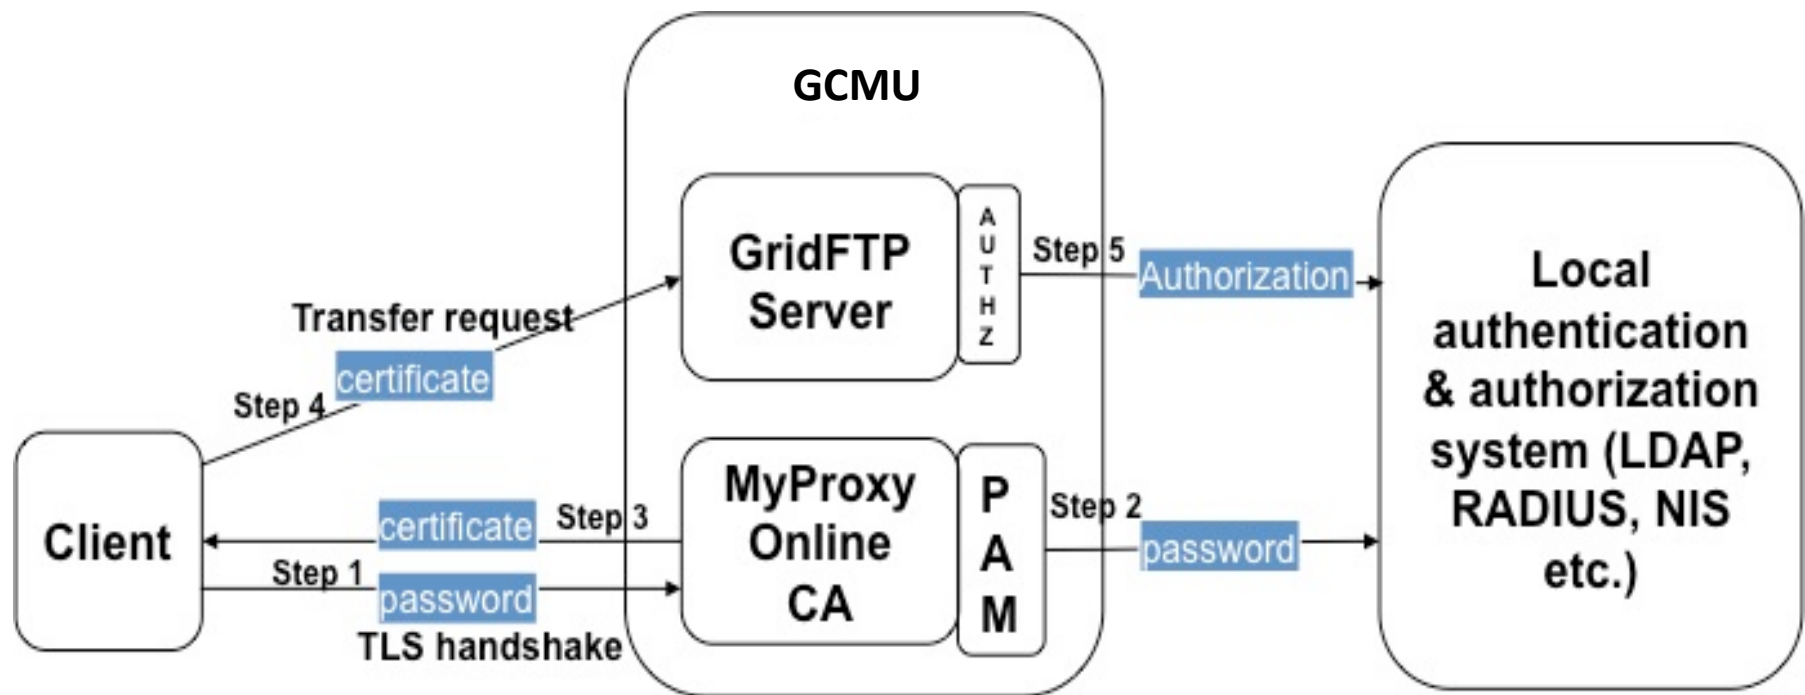 GCMU
GridFTP
Server
A
U
T
H
Z
Step 5
Authorization
Local
authentication
& authorization
system (LDAP,
RADIUS, NIS
etc.)
Transfer request
certificate
Step 4
Client
certificate
Step 3
Step 1
password
TLS handshake
MyProxy
Online
CA
P
A
M
Step 2
password